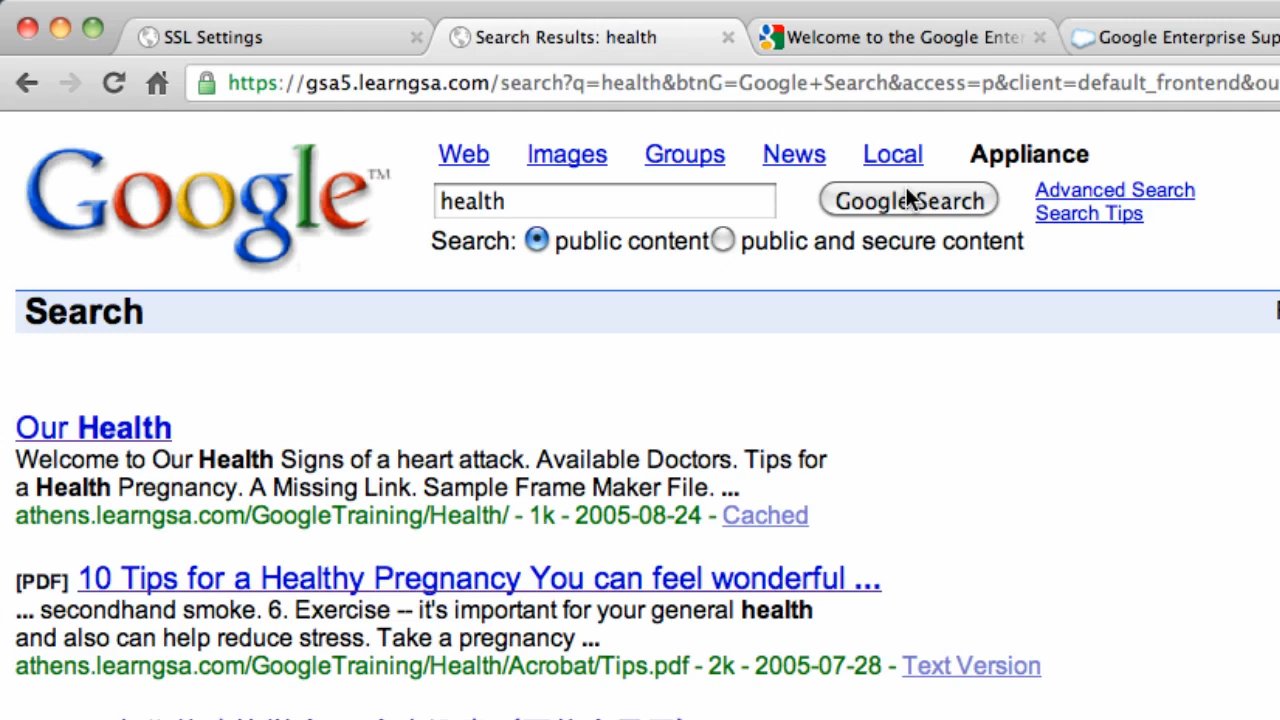 SSL Settings
Search Results: health
Welcome to the Google Enter
Google Enterprise Sup
https://gsa5.learngsa.com/search?q=health&btnG=Google+Search&access=p&client=default_frontend&ou
Google™
Web Images Groups News Local Appliance
health
Google Search
Advanced Search
Search Tips
Search: public content public and secure content
Search
Our Health
Welcome to Our Health Signs of a heart attack. Available Doctors. Tips for
a Health Pregnancy. A Missing Link. Sample Frame Maker File. ...
athens.learngsa.com/GoogleTraining/Health/ - 1k - 2005-08-24 - Cached
[PDF] 10 Tips for a Healthy Pregnancy You can feel wonderful ...
... secondhand smoke. 6. Exercise -- it's important for your general health
and also can help reduce stress. Take a pregnancy ...
athens.learngsa.com/GoogleTraining/Health/Acrobat/Tips.pdf - 2k - 2005-07-28 - Text Version